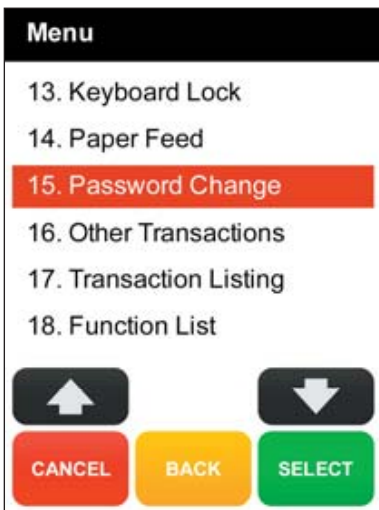 Menu
13. Keyboard Lock
14. Paper Feed
15. Password Change
16. Other Transactions
17. Transaction Listing
18. Function List
CANCEL BACK SELECT